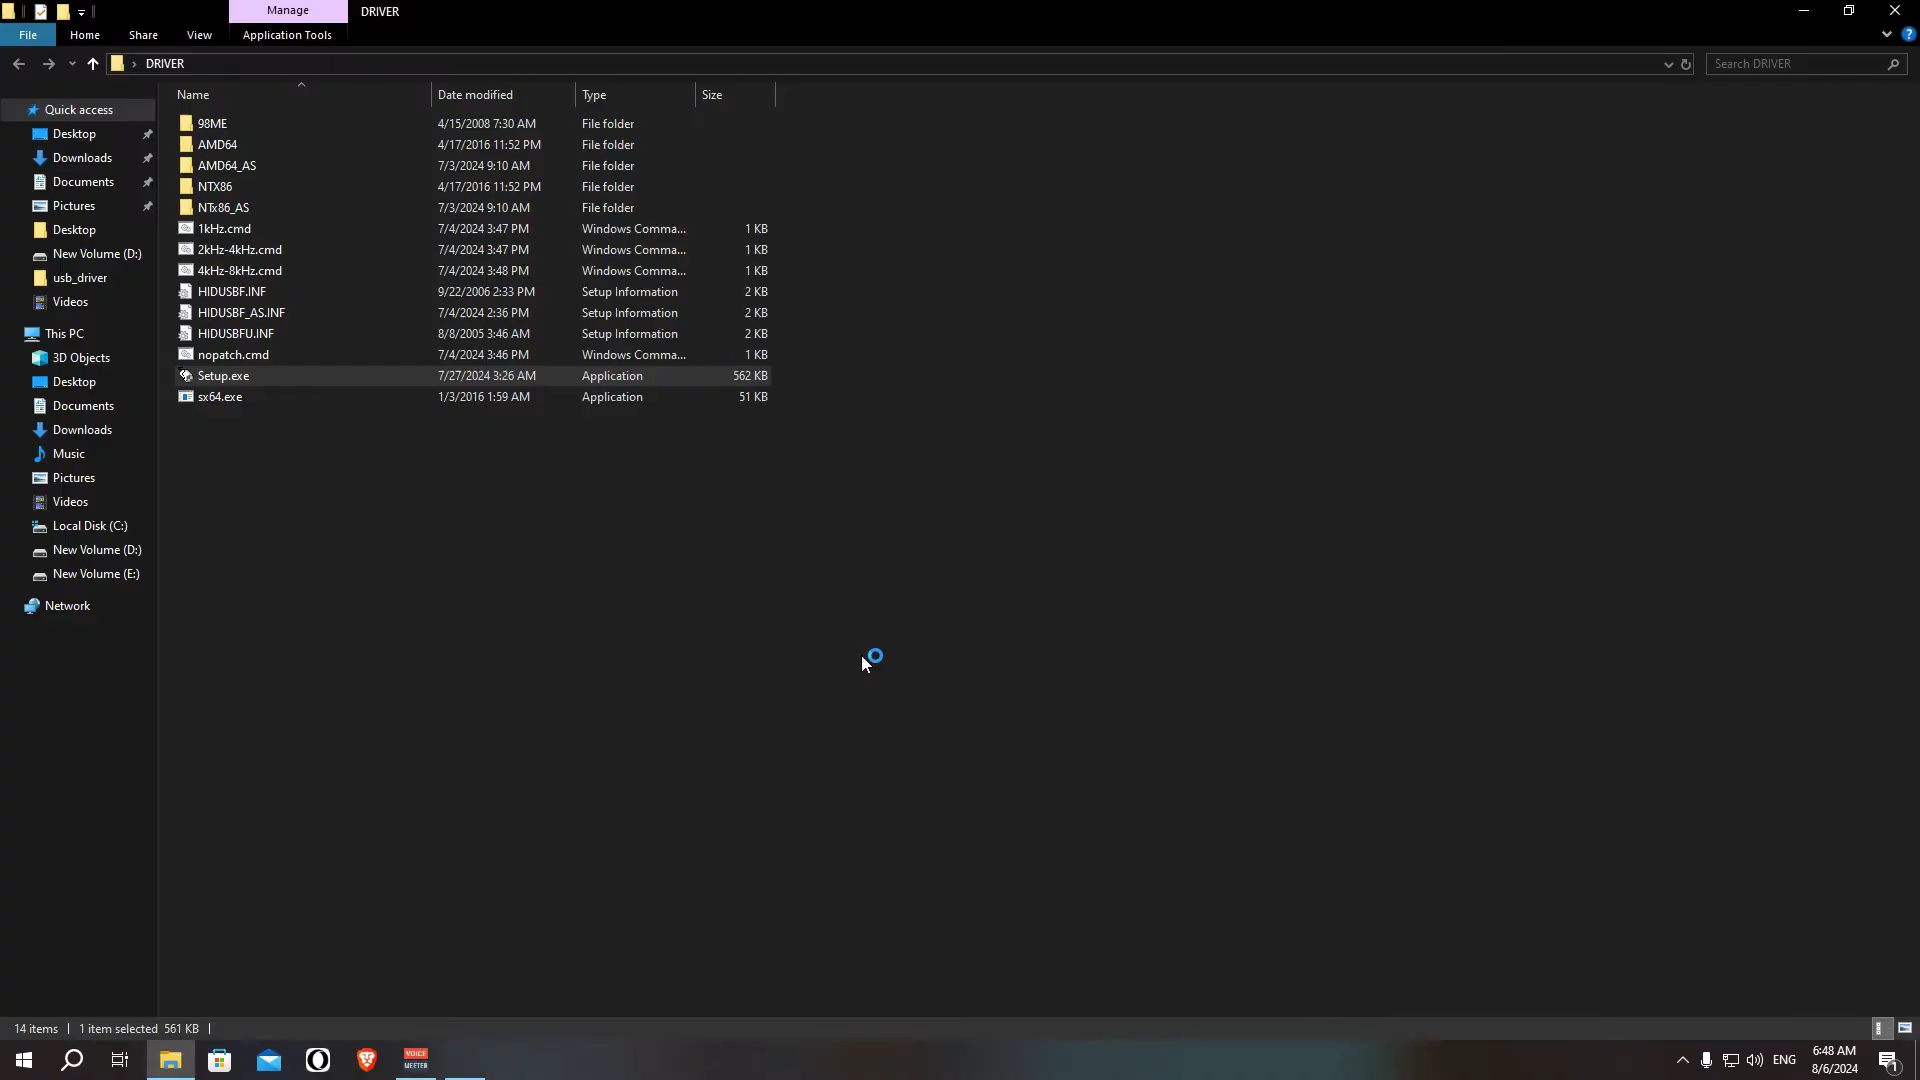 Manage
DRIVER
File
Home
Share
View
Application Tools
DRIVER
Search DRIVER
Name
Date modified
Type
Size
Quick access
Desktop
Downloads
Documents
Pictures
Desktop
New Volume (D:)
usb_driver
Videos
This PC
3D Objects
Desktop
Documents
Downloads
Music
Pictures
Videos
Local Disk (C:)
New Volume (D:)
New Volume (E:)
Network
98ME 4/15/2008 7:30 AM File folder
AMD64 4/17/2016 11:52 PM File folder
AMD64_AS 7/3/2024 9:10 AM File folder
NTX86 4/17/2016 11:52 PM File folder
NTx86_AS 7/3/2024 9:10 AM File folder
1kHz.cmd 7/4/2024 3:47 PM Windows Comma... 1 KB
2kHz-4kHz.cmd 7/4/2024 3:47 PM Windows Comma... 1 KB
4kHz-8kHz.cmd 7/4/2024 3:48 PM Windows Comma... 1 KB
HIDUSBF.INF 9/22/2006 2:33 PM Setup Information 2 KB
HIDUSBF_AS.INF 7/4/2024 2:36 PM Setup Information 2 KB
HIDUSBFU.INF 8/8/2005 3:46 AM Setup Information 2 KB
nopatch.cmd 7/4/2024 3:46 PM Windows Comma... 1 KB
Setup.exe 7/27/2024 3:26 AM Application 562 KB
sx64.exe 1/3/2016 1:59 AM Application 51 KB
14 items
1 item selected 561 KB
VOICE
MEETER
ENG
6:48 AM
8/6/2024
1